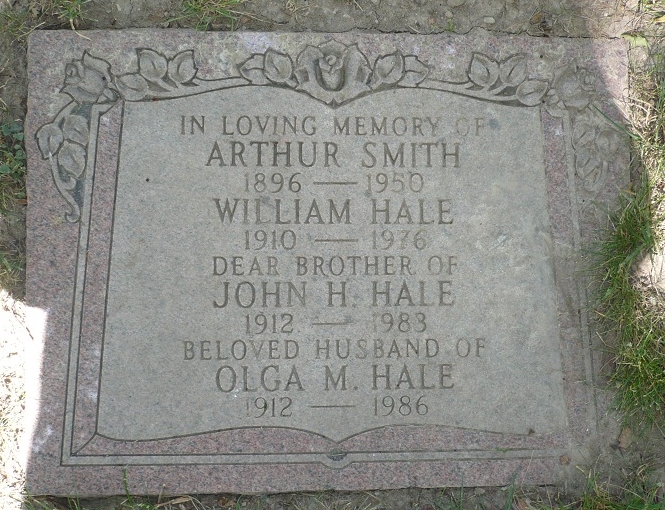 IN LOVING MEMORY OF
ARTHUR SMITH
1896 — 1950
WILLIAM HALE
1910 — 1976
DEAR BROTHER OF
JOHN H. HALE
1912 — 1983
BELOVED HUSBAND OF
OLGA M. HALE
1912 — 1986